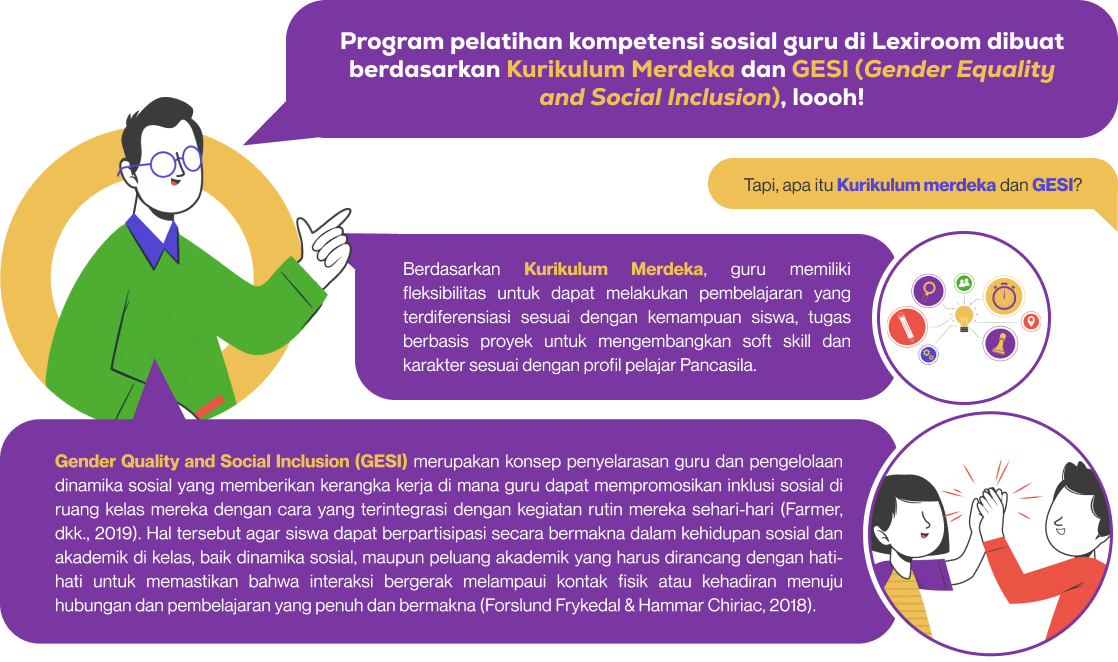 Program pelatihan kompetensi sosial guru di Lexiroom dibuat
berdasarkan Kurikulum Merdeka dan GESI (Gender Equality
and Social Inclusion), loooh!
Tapi, apa itu Kurikulum merdeka dan GESI?
Berdasarkan Kurikulum Merdeka, guru memiliki
fleksibilitas untuk dapat melakukan pembelajaran yang
terdiferensiasi sesuai dengan kemampuan siswa, tugas
berbasis proyek untuk mengembangkan soft skill dan
karakter sesuai dengan profil pelajar Pancasila.
Gender Quality and Social Inclusion (GESI) merupakan konsep penyelarasan guru dan pengelolaan
dinamika sosial yang memberikan kerangka kerja di mana guru dapat mempromosikan inklusi sosial di
ruang kelas mereka dengan cara yang terintegrasi dengan kegiatan rutin mereka sehari-hari (Farmer,
dkk., 2019). Hal tersebut agar siswa dapat berpartisipasi secara bermakna dalam kehidupan sosial dan
akademik di kelas, baik dinamika sosial, maupun peluang akademik yang harus dirancang dengan hati-
hati untuk memastikan bahwa interaksi bergerak melampaui kontak fisik atau kehadiran menuju
hubungan dan pembelajaran yang penuh dan bermakna (Forslund Frykedal & Hammar Chiriac, 2018).